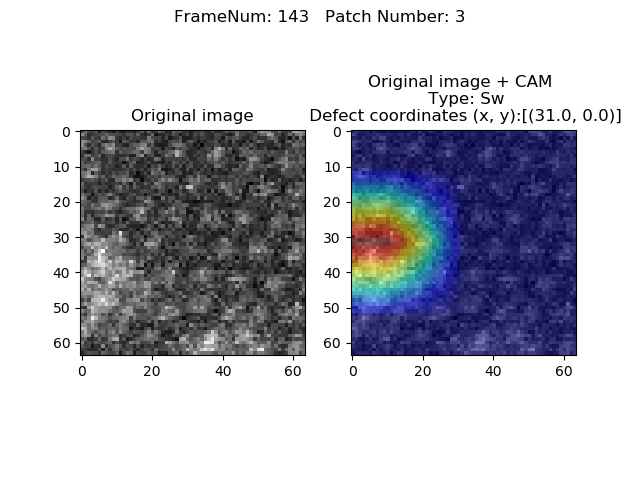 FrameNum: 143   Patch Number: 3
Original image
0
10
20
30
40
50
60
0 20 40 60
Original image + CAM
Type: Sw
Defect coordinates (x, y):[(31.0, 0.0)]
0
10
20
30
40
50
60
0 20 40 60